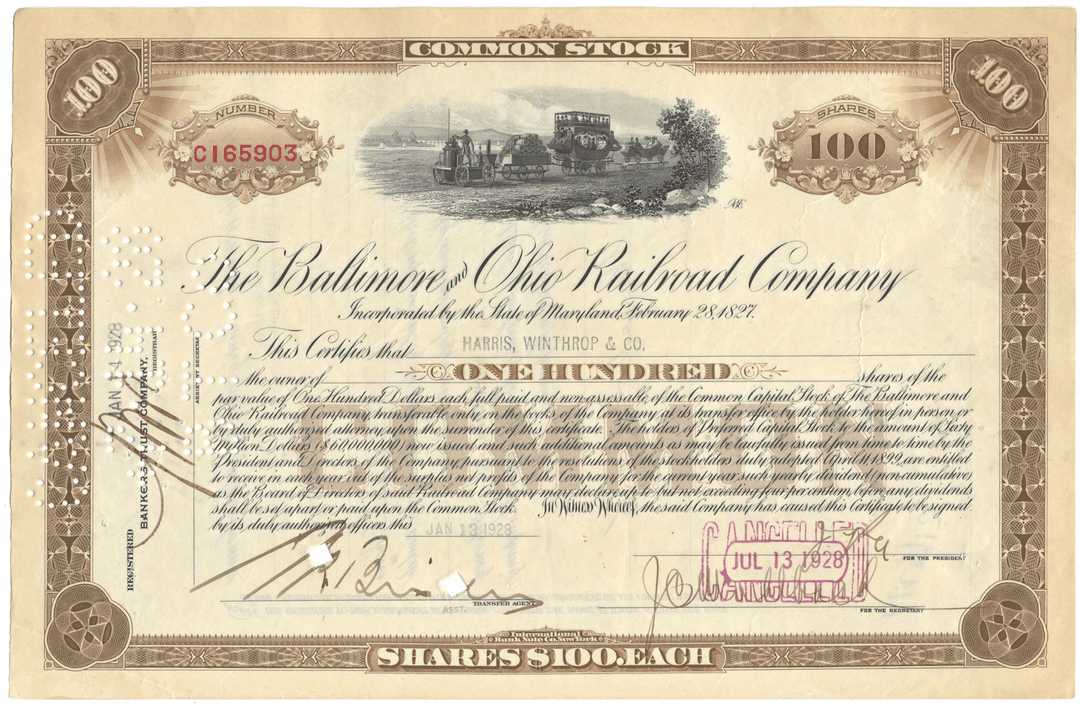 COMMON STOCK
100
100
NUMBER
C165903
SHARES
100
The Baltimore and Ohio Railroad Company
Incorporated by the State of Maryland, February 28, 1827.
This Certifies that HARRIS, WINTHROP & CO.
the owner of ONE HUNDRED shares of the
par value of One Hundred Dollars each, full paid and non-assessable, of the Common Capital Stock of The Baltimore and
Ohio Railroad Company, transferable only on the books of the Company at its transfer office by the holder hereof in person or
by duly authorized attorney upon the surrender of this certificate. The holders of Preferred Capital Stock to the amount of Sixty
Million Dollars ($60,000,000), now issued and such additional amounts as may be lawfully issued from time to time by the
President and Directors of the Company, pursuant to the resolutions of the stockholders duly adopted April 11, 1899, are entitled
to receive in each year out of the surplus net profits of the Company for the current year such yearly dividend (non-cumulative)
as the Board of Directors of said Railroad Company may declare up to but not exceeding four per centum, before any dividends
shall be set apart or paid upon the Common Stock. In Witness Whereof, the said Company has caused this Certificate to be signed
by its duly authorized officers this JAN 13 1928
CANCELLED
JUL 13 1928
CANCELLED
FOR THE PRESIDENT
ASST. TRANSFER AGENT
FOR THE SECRETARY
REGISTERED
BANKERS TRUST COMPANY,
REGISTRAR
JAN 14 1928
ASSIST SECRETARY
International
Bank Note Co. New York
SHARES $100. EACH